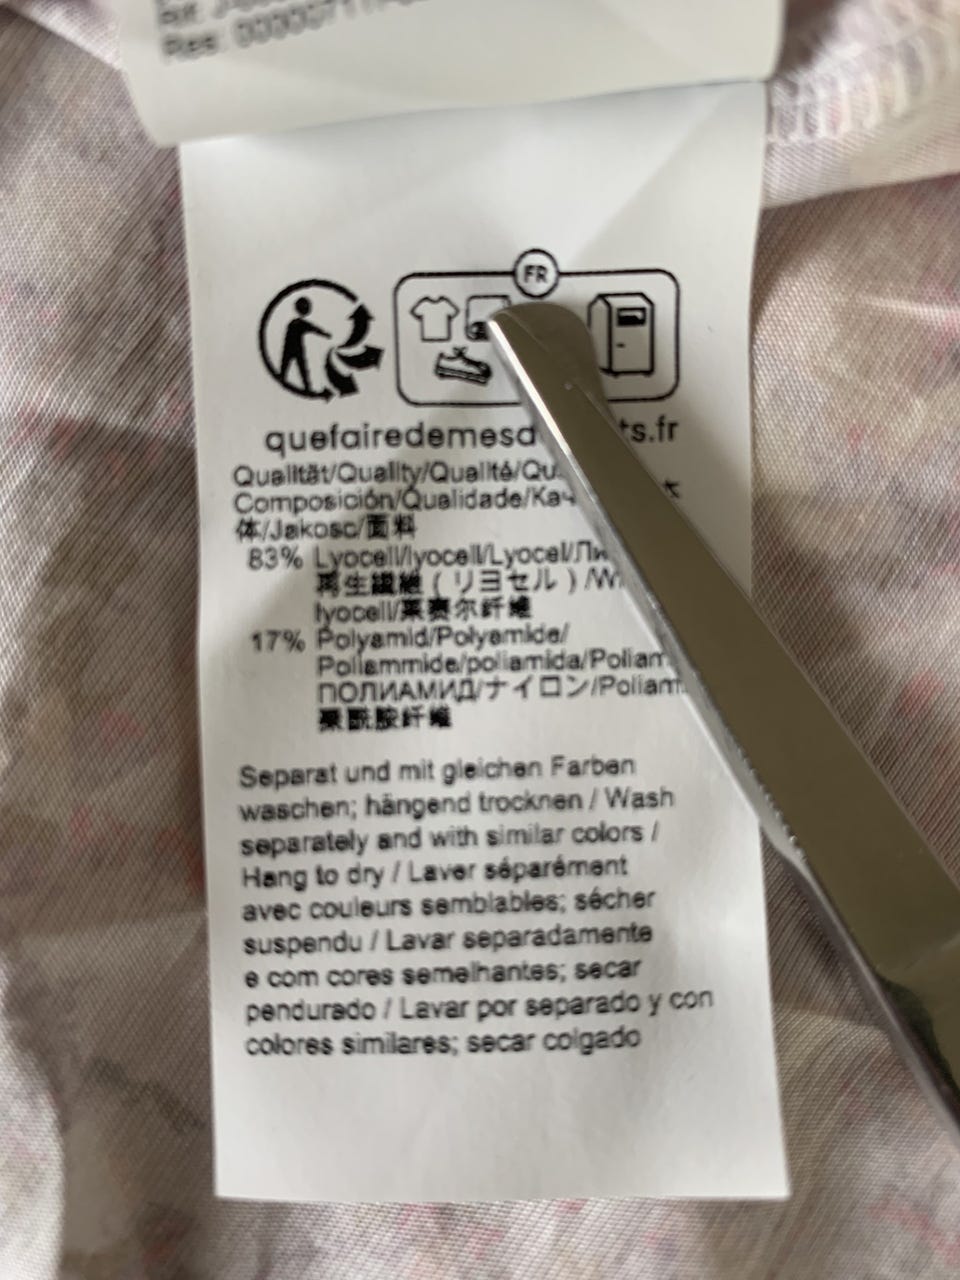 Res: 00000711
FR
quefairedemesd ts.fr
Qualität/Quality/Qualité/Qu
Composición/Qualidade/Кач
体/Jakosc/面料
83% Lyocell/lyocell/Lyocel/Ли
再生繊維 (リヨセル)/W
lyocell/莱赛尔纤维
17% Polyamid/Polyamide/
Poliammide/poliamida/Poliam
ПОЛИАМИД/ナイロン/Poliam
聚酰胺纤维
Separat und mit gleichen Farben
waschen; hängend trocknen / Wash
separately and with similar colors /
Hang to dry / Laver séparément
avec couleurs semblables; sécher
suspendu / Lavar separadamente
e com cores semelhantes; secar
pendurado / Lavar por separado y con
colores similares; secar colgado